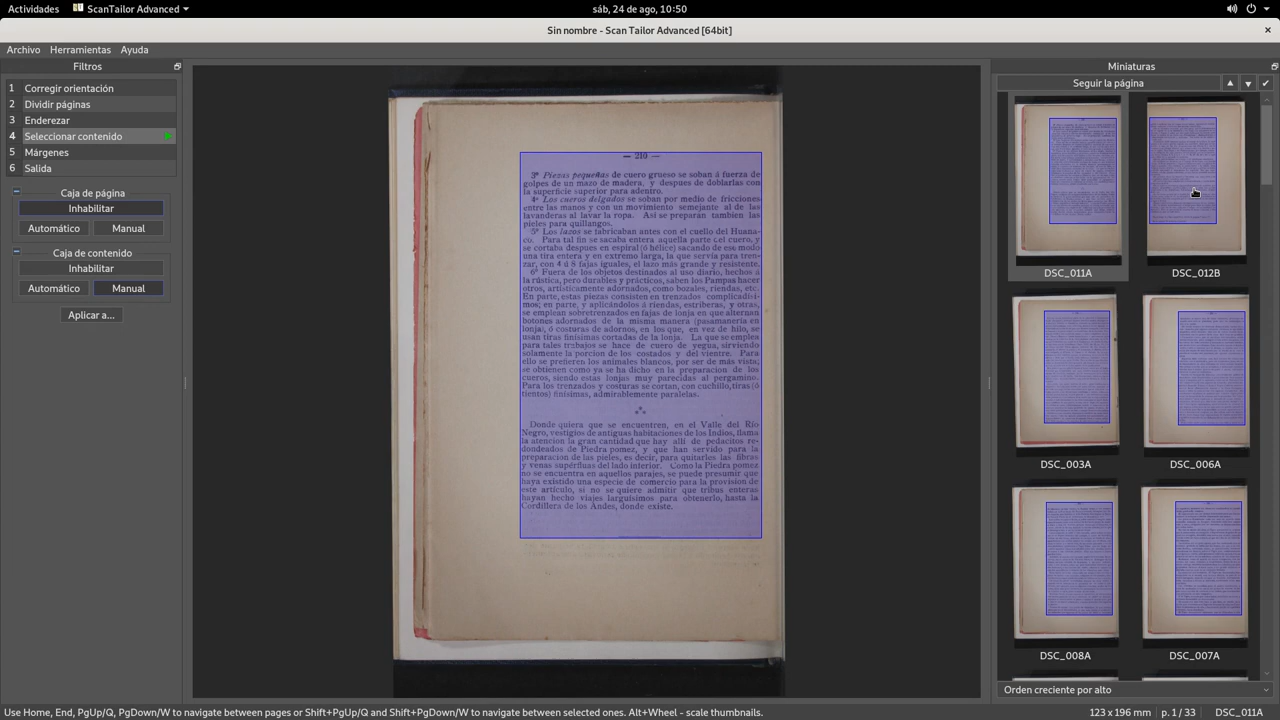 Actividades
ScanTailor Advanced
sáb, 24 de ago, 10:50
Sin nombre - Scan Tailor Advanced [64bit]
Archivo Herramientas Ayuda
Filtros
1 Corregir orientación
2 Dividir páginas
3 Enderezar
4 Seleccionar contenido
5 Márgenes
6 Salida
Caja de página
Inhabilitar
Automático Manual
Caja de contenido
Inhabilitar
Automático Manual
Aplicar a...
— 210 —
3º Piezas pequeñas de cuero grueso se soban á fuerza de
golpes de un mazo de madera, y despues de doblarlas con
la superficie superior para adentro.
4º Los cueros delgados se soban por medio de fricciones
entre las manos y con un movimiento semejante al de las
lavanderas al lavar la ropa. Así se preparan tambien las
pieles para quillangos.
5º Los lazos se fabricaban antes con el cuello del Huana-
co. Para tal fin se sacaba entera aquella parte del cuero, y
se cortaba despues en espiral (ó hélice) sacando de ese modo
una tira entera y en extremo larga, la que servía para tren-
zar, con 4 ú 8 fajas iguales, el lazo más grande y resistente.
6º Fuera de los objetos destinados al uso diario, hechos á
la rústica, pero durables y prácticos, saben los Pampas hacer
otros, artísticamente adornados, como bozales, riendas, etc.
En parte, estas piezas consisten en trenzados complicadísi-
mos; en parte, y aplicándolos á riendas, estriberas, y otras,
se emplean sobretrenzados en fajas de lonja en que alternan
botones adornados de la misma manera (pasamanería en
lonja), ó costuras de adornos, en los que, en vez de hilo, se
usan tiras finísimas cortadas de la lonja. La que se emplea
para tales trabajos se hace de cuero de yegua, sirviendo
solamente la porcion de los costados y del vientre. Para
ello se prefieren los animales blancos, por ser de más vista;
se obtienen como ya se ha dicho en la preparacion de los
cueros, siendo estas lonjas muy parecidas al pergamino.
Para los trenzados y costuras se cortan, con cuchillo, tiras (ó
tientos) finísimas, admirablemente paralelas.
Donde quiera que se encuentren, en el Valle del Río
Negro, vestigios de antiguas habitaciones de los Indios, llama
la atencion la gran cantidad que hay allí de pedacitos re-
dondeados de Piedra pomez, y que han servido para la
preparacion de las pieles, es decir, para quitarles las fibras
y venas supérfluas del lado inferior. Como la Piedra pomez
no se encuentra en aquellos parajes, se puede presumir que
haya existido una especie de comercio para la provision de
este artículo, si no se quiere admitir que tribus enteras
hayan hecho viajes larguísimos para obtenerlo, hasta la
Cordillera de los Andes, donde existe.
Miniaturas
Seguir la página
DSC_011A DSC_012B
DSC_003A DSC_006A
DSC_008A DSC_007A
Orden creciente por alto
Use Home, End, PgUp/Q, PgDown/W to navigate between pages or Shift+PgUp/Q and Shift+PgDown/W to navigate between selected ones. Alt+Wheel - scale thumbnails.
123 x 196 mm p. 1 / 33 DSC_011A